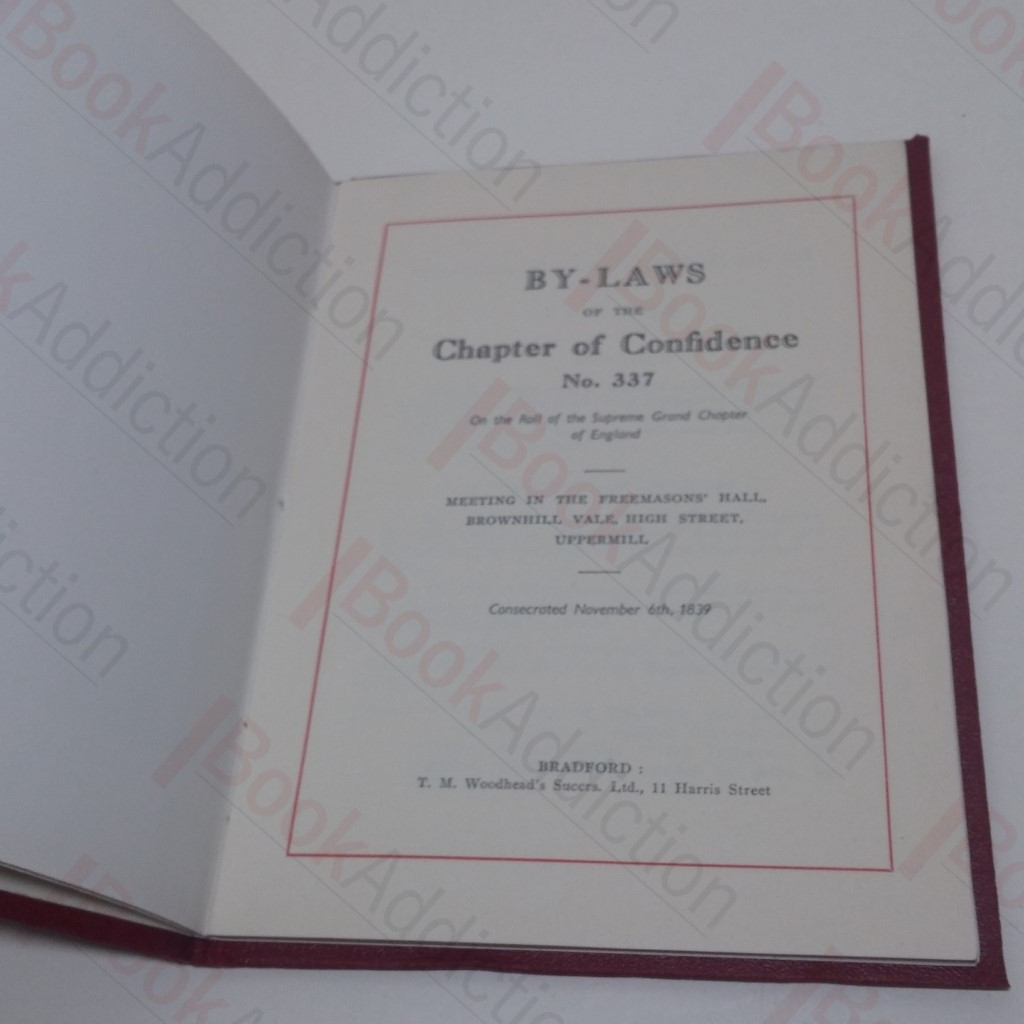 BY-LAWS
OF THE
Chapter of Confidence
No. 337
On the Roll of the Supreme Grand Chapter
of England
MEETING IN THE FREEMASONS' HALL,
BROWNHILL VALE, HIGH STREET,
UPPERMILL
Consecrated November 6th, 1839
BRADFORD :
T. M. Woodhead's Succrs. Ltd., 11 Harris Street
BookAddiction